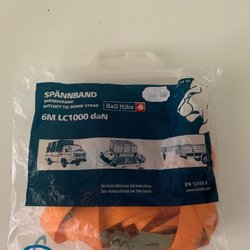 SPÄNNBAND
RATCHET TIE DOWN STRAP
Hall Miba
6M LC1000 daN
Se instruktioner på baksidan.
See instructions on the back.
EN 12195-2